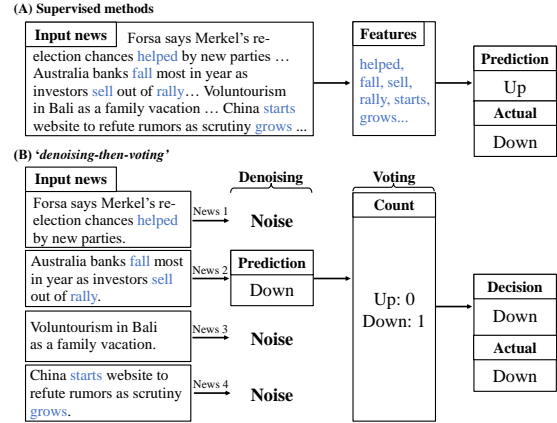 (A) Supervised methods
Input news
Forsa says Merkel's re-
election chances helped by new parties ...
Australia banks fall most in year as
investors sell out of rally... Voluntourism
in Bali as a family vacation ... China starts
website to refute rumors as scrutiny grows ...
Features
helped,
fall, sell,
rally, starts,
grows...
Prediction
Up
Actual
Down
(B) 'denoising-then-voting'
Input news
Denoising
Voting
Forsa says Merkel's re-
election chances helped
by new parties.
News 1
Noise
Australia banks fall most
in year as investors sell
out of rally.
News 2
Prediction
Down
Voluntourism in Bali
as a family vacation.
News 3
Noise
China starts website to
refute rumors as scrutiny
grows.
News 4
Noise
Count
Up: 0
Down: 1
Decision
Down
Actual
Down